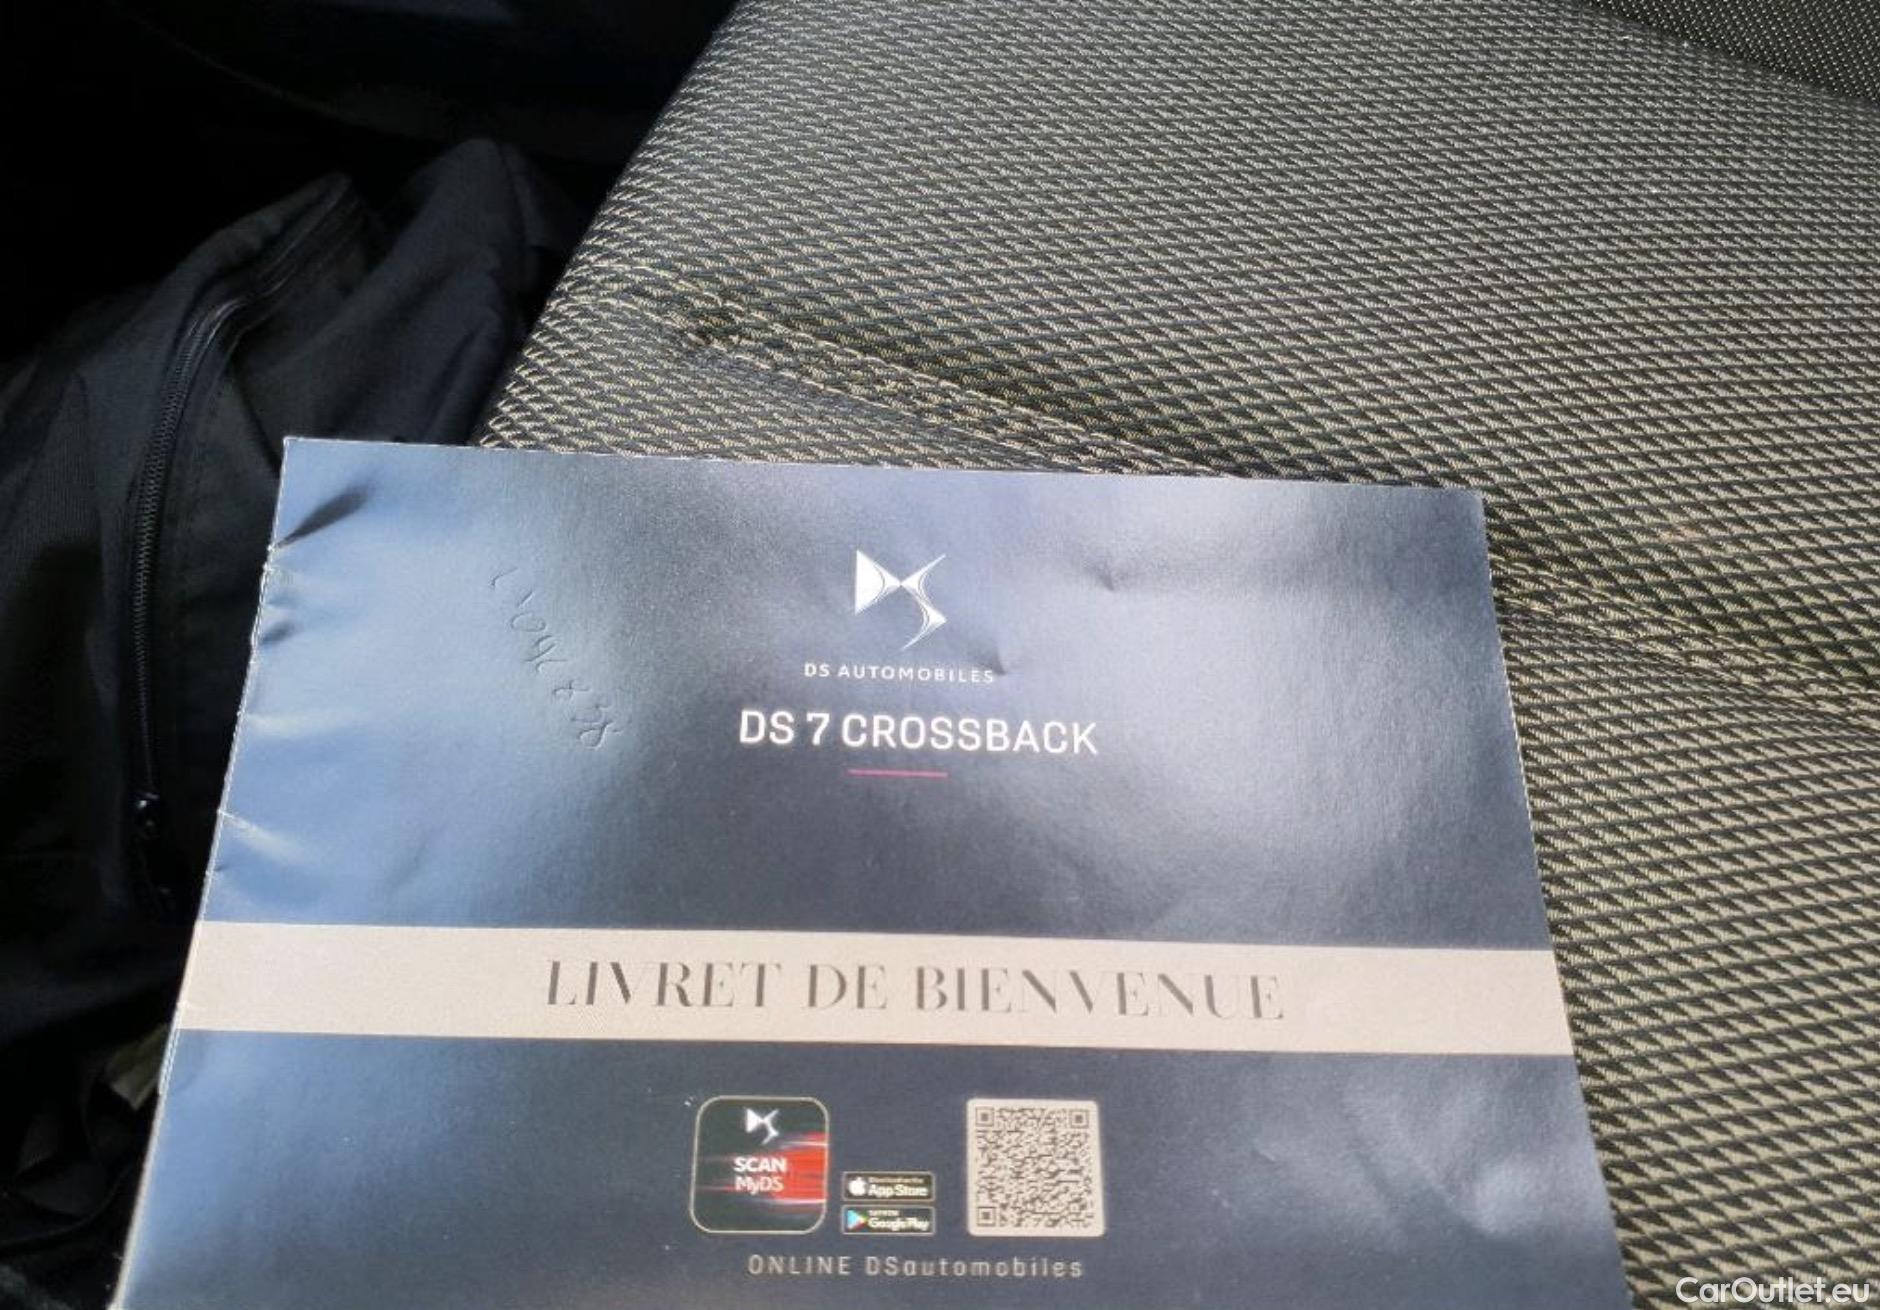 DS AUTOMOBILES
DS 7 CROSSBACK
LIVRET DE BIENVENUE
SCAN
MyDS
App Store
Google Play
ONLINE DSautomobiles
CarOutlet.eu